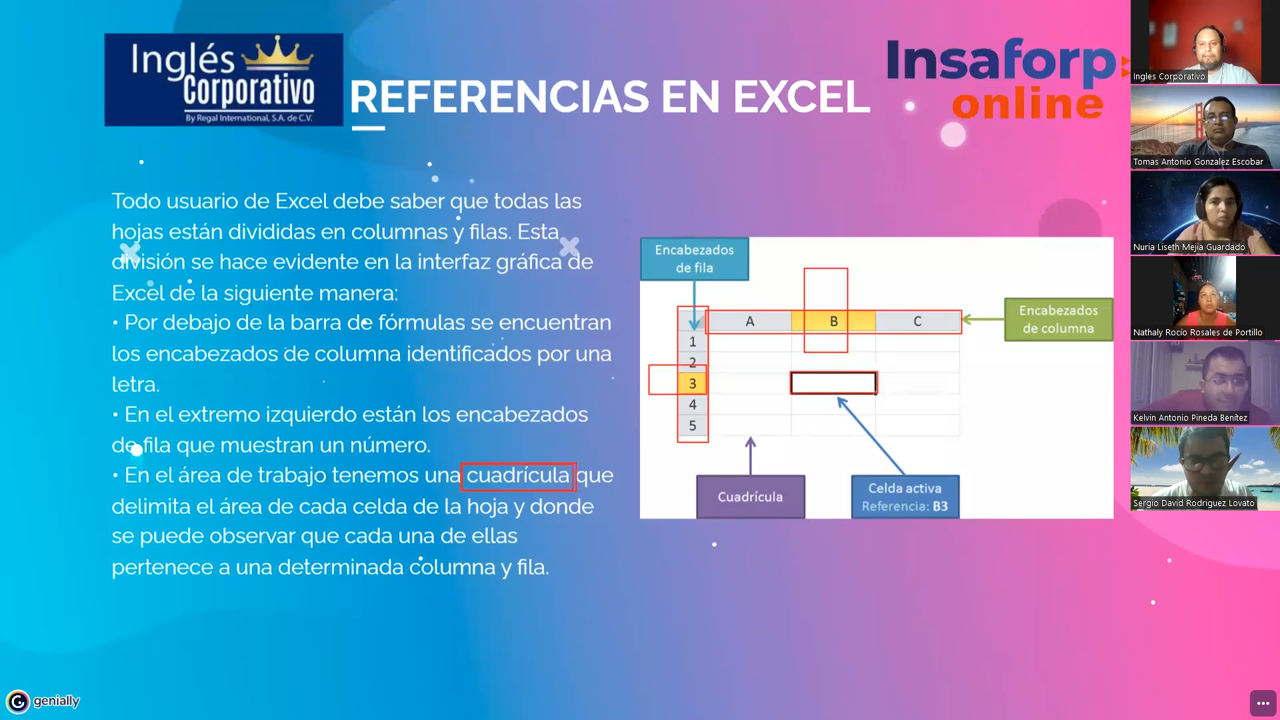 Inglés
Corporativo
By Regal International, S.A. de C.V.
REFERENCIAS EN EXCEL
Insaforp
online
Todo usuario de Excel debe saber que todas las
hojas están divididas en columnas y filas. Esta
división se hace evidente en la interfaz gráfica de
Excel de la siguiente manera:
• Por debajo de la barra de fórmulas se encuentran
los encabezados de columna identificados por una
letra.
• En el extremo izquierdo están los encabezados
de fila que muestran un número.
• En el área de trabajo tenemos una cuadrícula que
delimita el área de cada celda de la hoja y donde
se puede observar que cada una de ellas
pertenece a una determinada columna y fila.
Encabezados
de fila
A B C
Encabezados
de columna
1
2
3
4
5
Cuadrícula
Celda activa
Referencia: B3
Ingles Corporativo
Tomas Antonio Gonzalez Escobar
Nuria Liseth Mejia Guardado
Nathaly Rocío Rosales de Portillo
Kelvin Antonio Pineda Benítez
Sergio David Rodriguez Lovato
genially